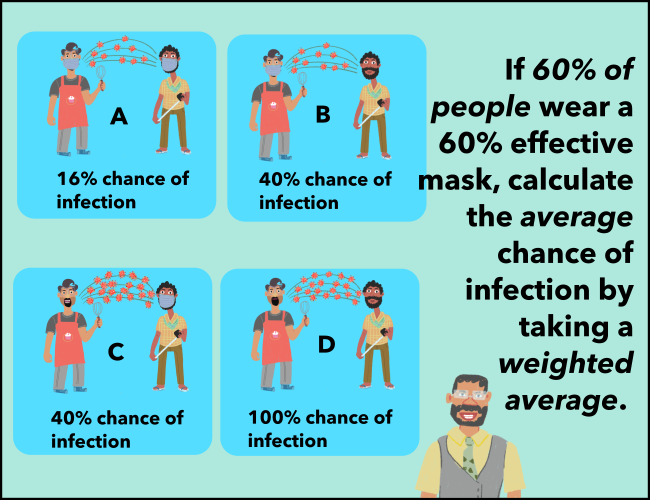 A
16% chance of
infection
B
40% chance of
infection
C
40% chance of
infection
D
100% chance of
infection
If 60% of
people wear a
60% effective
mask, calculate
the average
chance of
infection by
taking a
weighted
average.